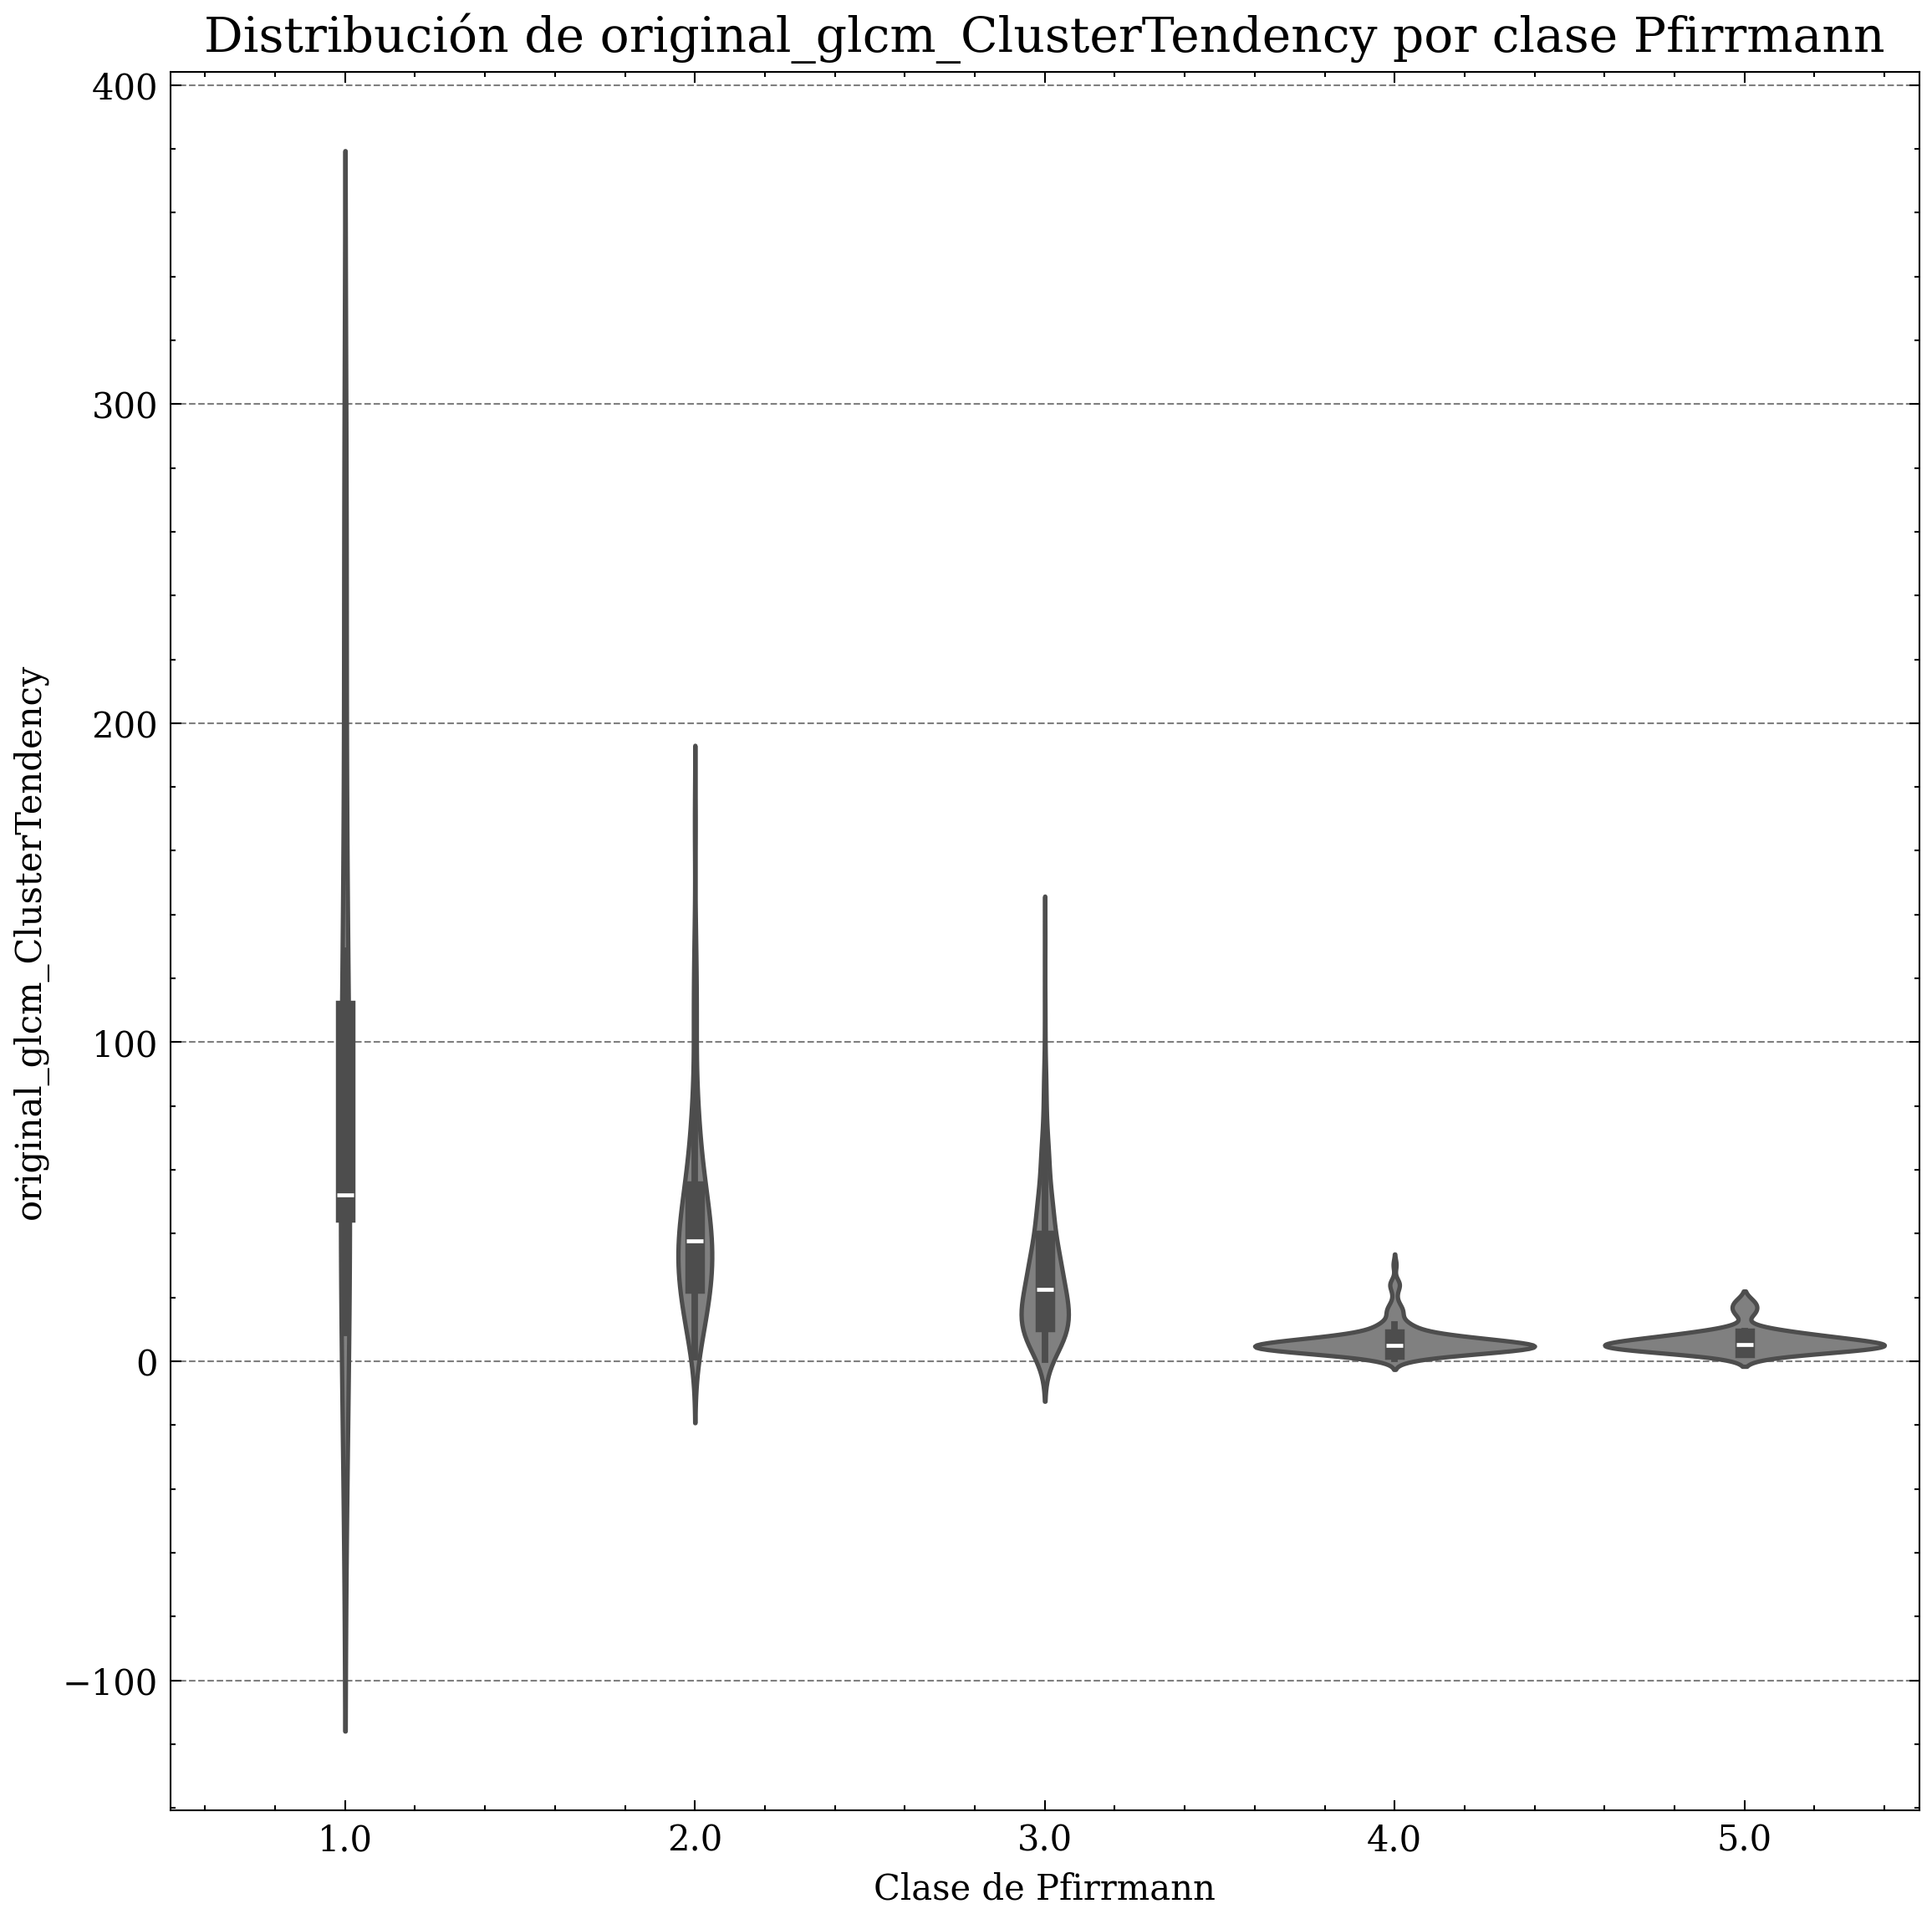 Distribución de original_glcm_ClusterTendency por clase Pfirrmann
original_glcm_ClusterTendency
400
300
200
100
0
−100
1.0 2.0 3.0 4.0 5.0
Clase de Pfirrmann